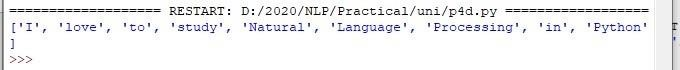 =================== RESTART: D:/2020/NLP/Practical/uni/p4d.py ==================
['I', 'love', 'to', 'study', 'Natural', 'Language', 'Processing', 'in', 'Python'
]
>>>